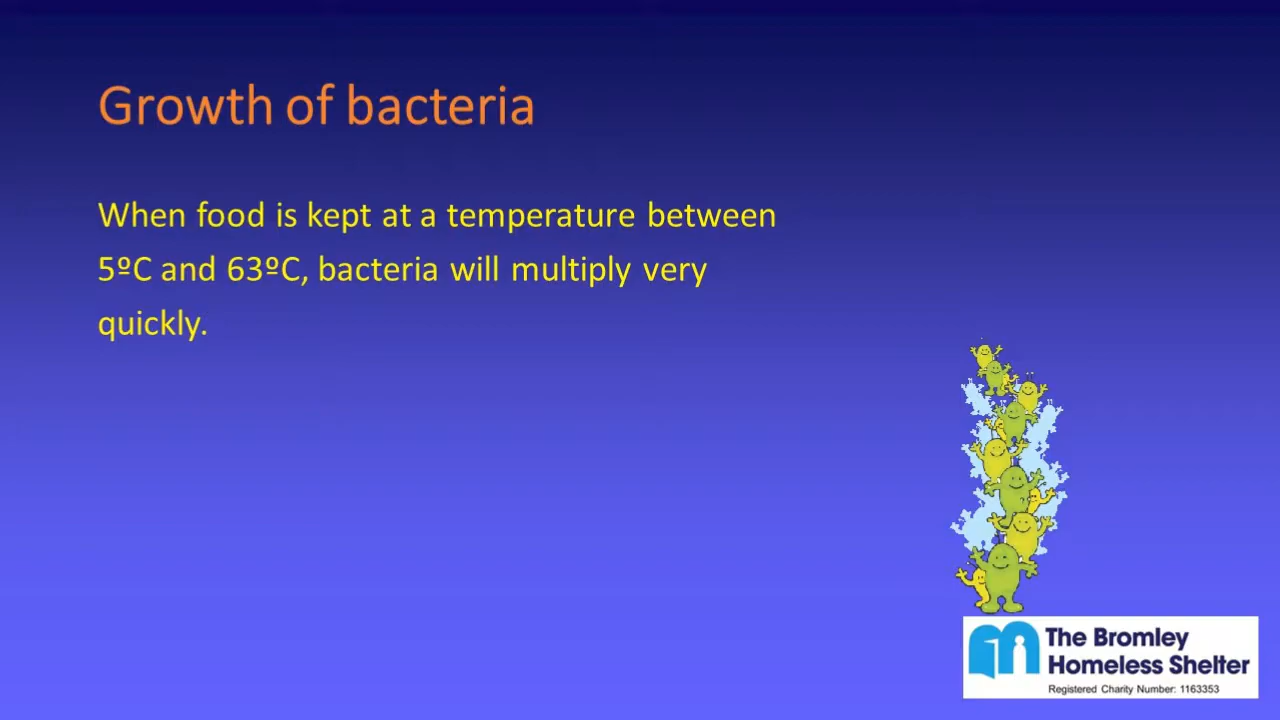 Growth of bacteria
When food is kept at a temperature between
5ºC and 63ºC, bacteria will multiply very
quickly.
The Bromley
Homeless Shelter
Registered Charity Number: 1163353